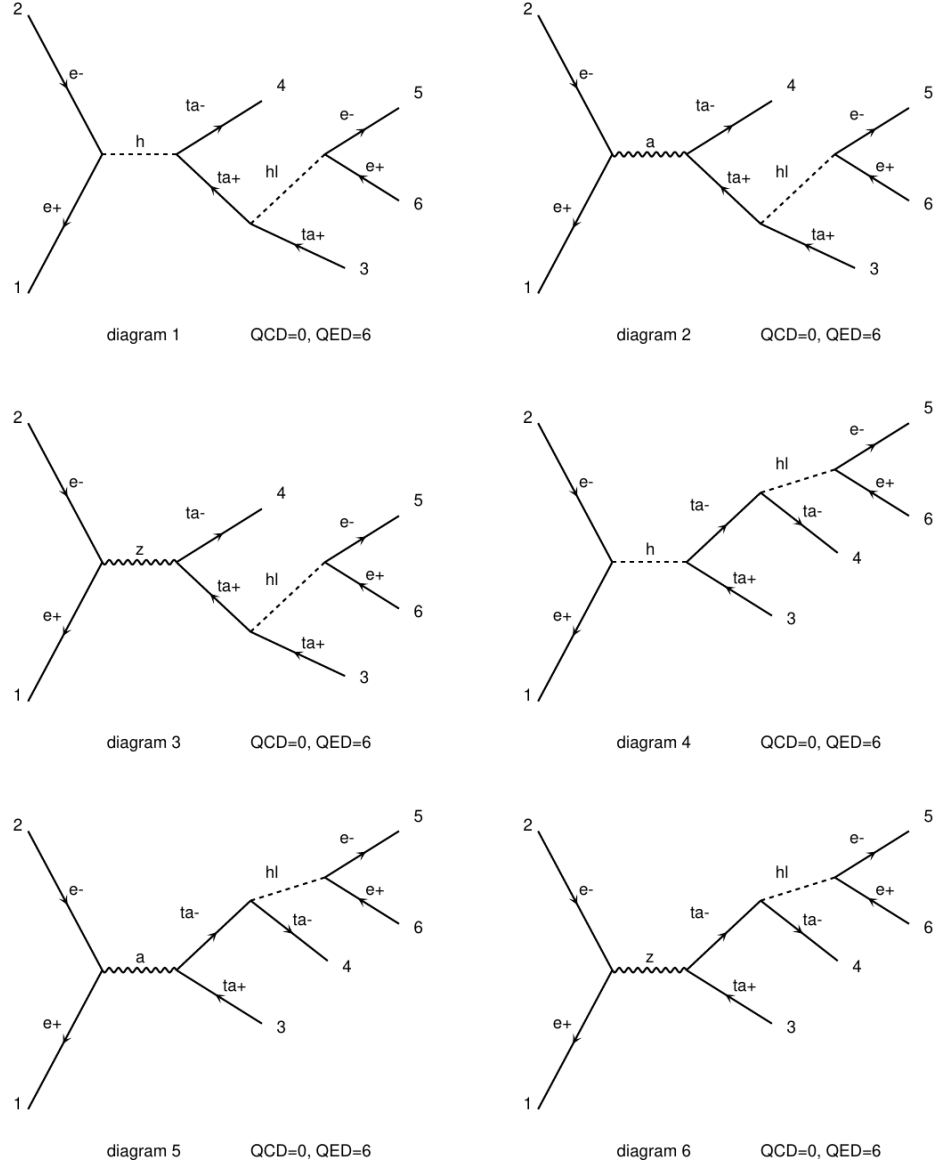 2
e-
ta-
4
5
e-
h
hl
e+
ta+
e+
6
ta+
3
1
diagram 1 QCD=0, QED=6
2
e-
ta-
4
5
e-
a
hl
e+
ta+
e+
6
ta+
3
1
diagram 2 QCD=0, QED=6
2
e-
ta-
4
5
e-
z
hl
e+
ta+
e+
6
ta+
3
1
diagram 3 QCD=0, QED=6
2
5
e-
hl
e-
e+
ta-
ta-
6
h
4
ta+
e+
3
1
diagram 4 QCD=0, QED=6
2
5
e-
hl
e-
e+
ta-
ta-
6
a
4
ta+
e+
3
1
diagram 5 QCD=0, QED=6
2
5
e-
hl
e-
e+
ta-
ta-
6
z
4
ta+
e+
3
1
diagram 6 QCD=0, QED=6